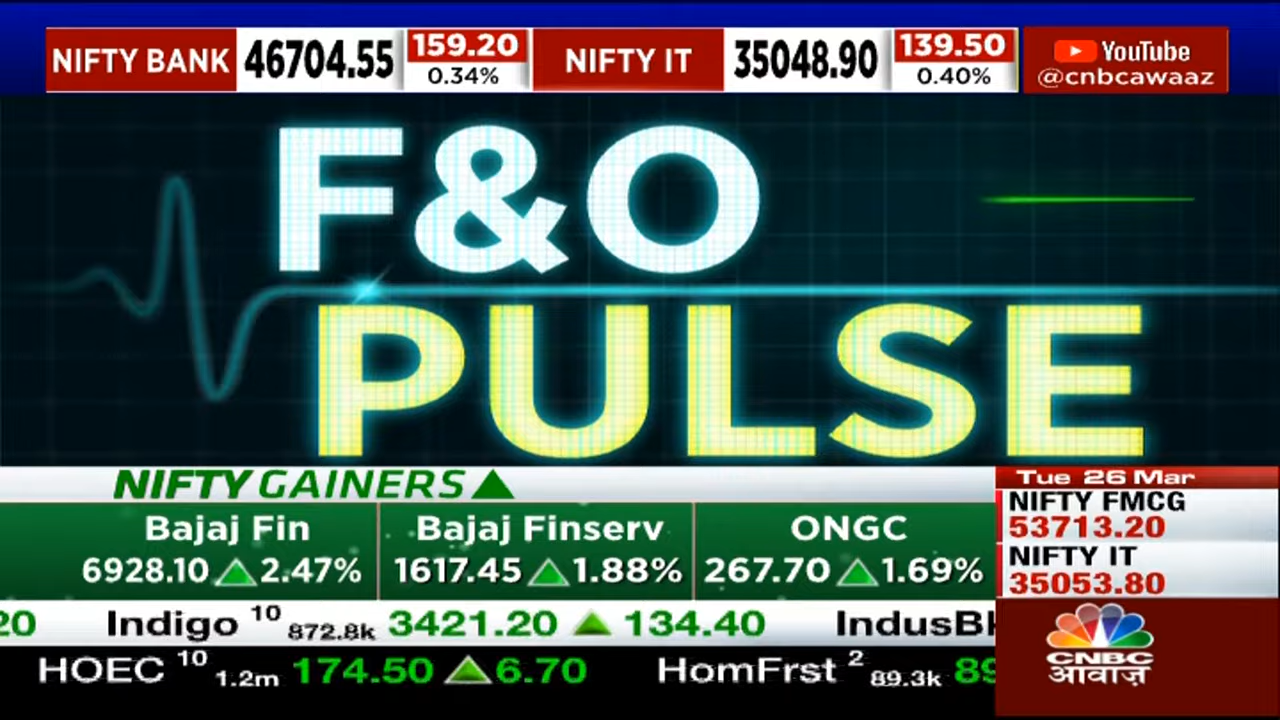 NIFTY BANK 46704.55 159.20 0.34% NIFTY IT 35048.90 139.50 0.40% YouTube @cnbcawaaz
F&O
PULSE
NIFTY GAINERS
Bajaj Fin 6928.10 2.47%
Bajaj Finserv 1617.45 1.88%
ONGC 267.70 1.69%
Tue 26 Mar
NIFTY FMCG
53713.20
NIFTY IT
35053.80
20 Indigo 10 872.8k 3421.20 134.40 IndusB
HOEC 10 1.2m 174.50 6.70 HomFrst 2 89.3k 89
CNBC
आवाज़